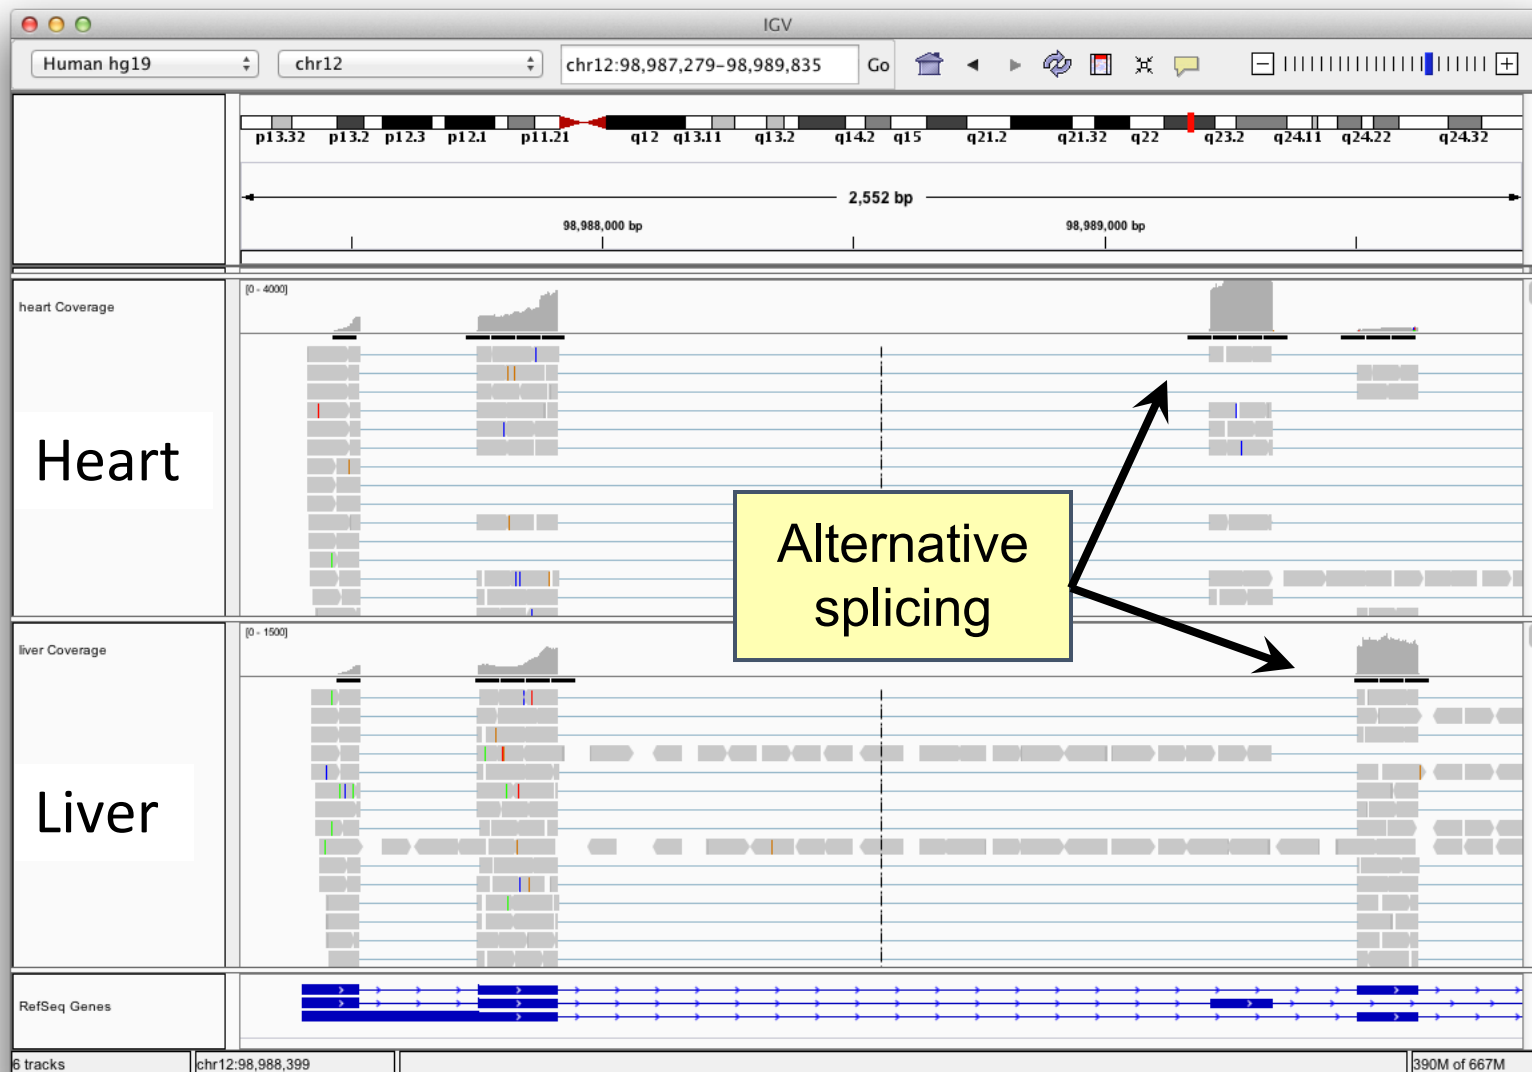 IGV
Human hg19
chr12
chr12:98,987,279-98,989,835
Go
p13.32 p13.2 p12.3 p12.1 p11.21 q12 q13.11 q13.2 q14.2 q15 q21.2 q21.32 q22 q23.2 q24.11 q24.22 q24.32
2,552 bp
98,988,000 bp 98,989,000 bp
heart Coverage
[0 - 4000]
Heart
Alternative
splicing
liver Coverage
[0 - 1500]
Liver
RefSeq Genes
6 tracks
chr12:98,988,399
390M of 667M